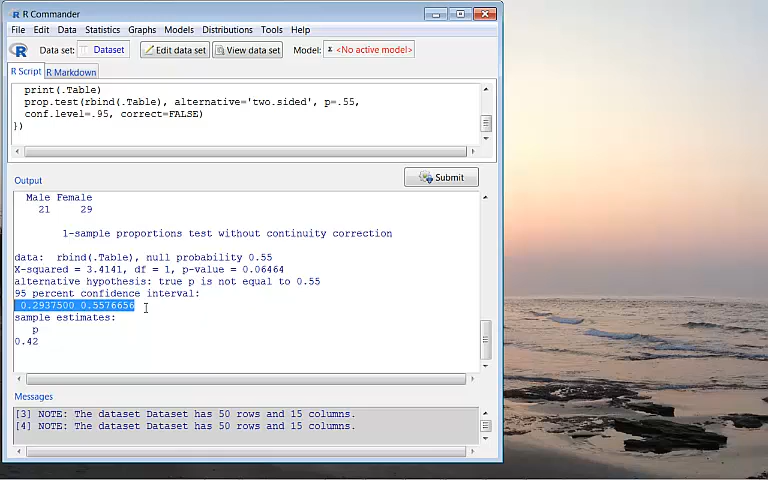 R Commander
File Edit Data Statistics Graphs Models Distributions Tools Help
Data set: Dataset Edit data set View data set Model: <No active model>
R Script R Markdown
print(.Table)
prop.test(rbind(.Table), alternative='two.sided', p=.55,
conf.level=.95, correct=FALSE)
})
Output
Submit
Male Female
21 29
1-sample proportions test without continuity correction
data: rbind(.Table), null probability 0.55
X-squared = 3.4141, df = 1, p-value = 0.06464
alternative hypothesis: true p is not equal to 0.55
95 percent confidence interval:
0.2937500 0.5576656
sample estimates:
p
0.42
Messages
[3] NOTE: The dataset Dataset has 50 rows and 15 columns.
[4] NOTE: The dataset Dataset has 50 rows and 15 columns.